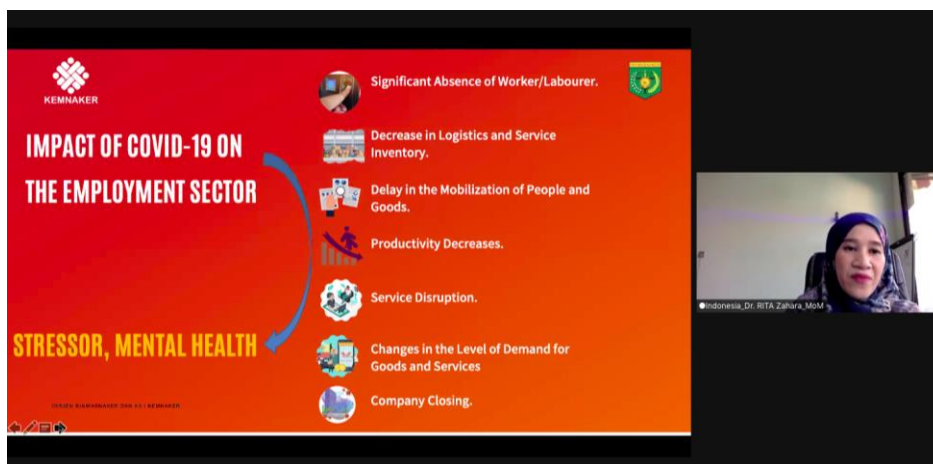 KEMNAKER
IMPACT OF COVID-19 ON
THE EMPLOYMENT SECTOR
STRESSOR, MENTAL HEALTH
Significant Absence of Worker/Labourer.
Decrease in Logistics and Service
Inventory.
Delay in the Mobilization of People and
Goods.
Productivity Decreases.
Service Disruption.
Changes in the Level of Demand for
Goods and Services
Company Closing.
Indonesia_Dr. RITA Zahara_MoM